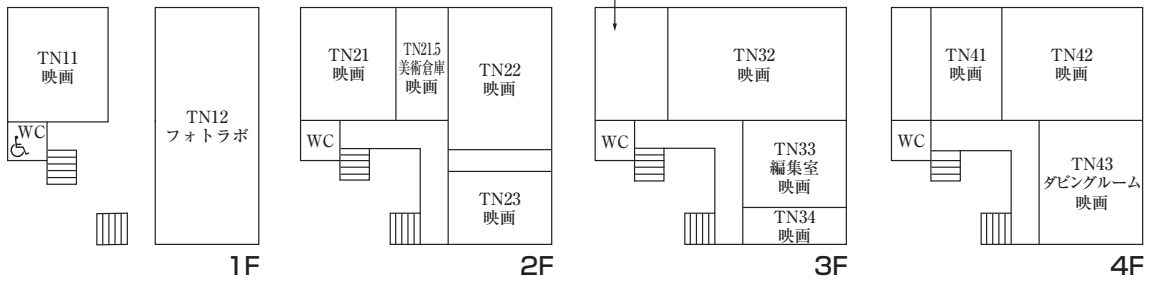 TN11
映画
WC
TN12
フォトラボ
1F
TN21
映画
TN21.5
美術倉庫
映画
TN22
映画
WC
TN23
映画
2F
TN32
映画
WC
TN33
編集室
映画
TN34
映画
3F
TN41
映画
TN42
映画
WC
TN43
ダビングルーム
映画
4F